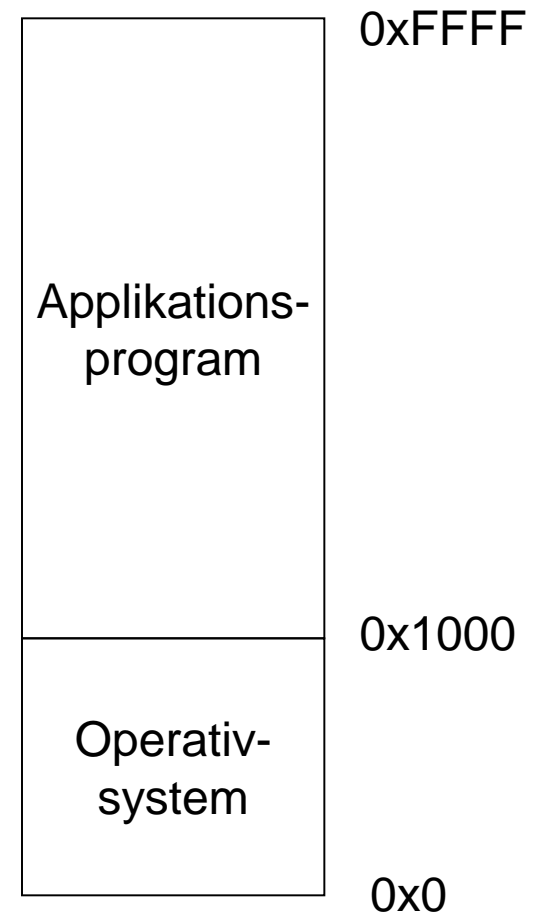 0xFFFF
Applikations-
program
0x1000
Operativ-
system
0x0